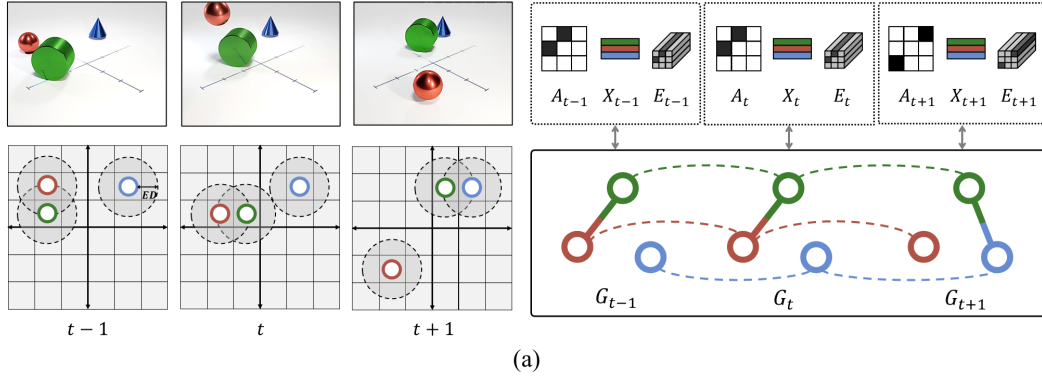 A_{t-1} X_{t-1} E_{t-1}
A_t X_t E_t
A_{t+1} X_{t+1} E_{t+1}
ED
G_{t-1} G_t G_{t+1}
t − 1 t t + 1
(a)